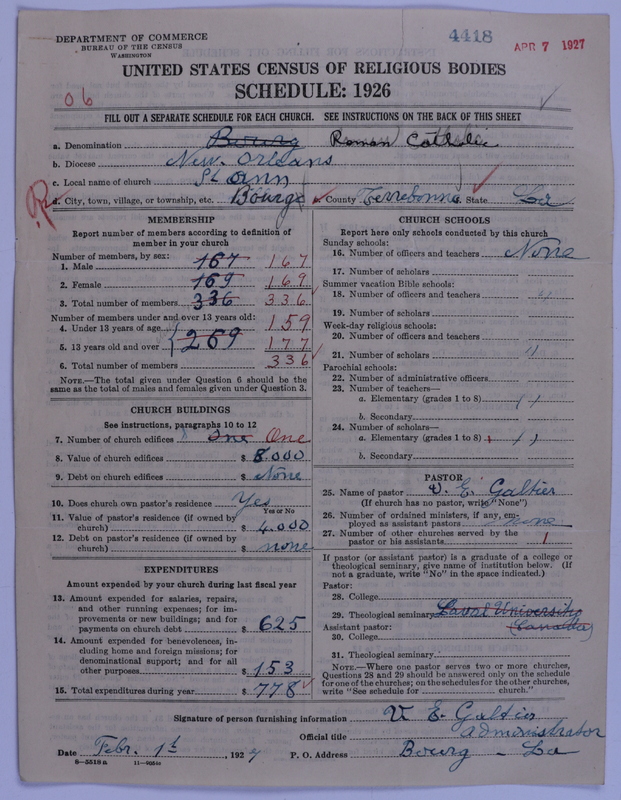 DEPARTMENT OF COMMERCE
BUREAU OF THE CENSUS
WASHINGTON
4418
APR 7 1927
UNITED STATES CENSUS OF RELIGIOUS BODIES
SCHEDULE: 1926
06
FILL OUT A SEPARATE SCHEDULE FOR EACH CHURCH. SEE INSTRUCTIONS ON THE BACK OF THIS SHEET
a. Denomination Bourg Roman Catholic
b. Diocese New Orleans
c. Local name of church St Ann
d. City, town, village, or township, etc. Bourg e. County Terrebonne f. State La
R
MEMBERSHIP
Report number of members according to definition of
member in your church
Number of members, by sex:
1. Male 167 167
2. Female 169 169
3. Total number of members 336 336
Number of members under and over 13 years old:
4. Under 13 years of age 159
5. 13 years old and over 269 177
6. Total number of members 336
NOTE.—The total given under Question 6 should be
same as the total of males and females given under Question 3.
CHURCH BUILDINGS
See instructions, paragraphs 10 to 12
7. Number of church edifices One One
8. Value of church edifices $ 8.000
9. Debt on church edifices $ None
10. Does church own pastor's residence Yes
Yes or No
11. Value of pastor's residence (if owned by
church) $ 4.000
12. Debt on pastor's residence (if owned by
church) $ none
EXPENDITURES
Amount expended by your church during last fiscal year
13. Amount expended for salaries, repairs,
and other running expenses; for im-
provements or new buildings; and for
payments on church debt $ 625
14. Amount expended for benevolences, in-
cluding home and foreign missions; for
denominational support; and for all
other purposes $ 153
15. Total expenditures during year $ 778
CHURCH SCHOOLS
Report here only schools conducted by this church
Sunday schools:
16. Number of officers and teachers None
17. Number of scholars
Summer vacation Bible schools:
18. Number of officers and teachers "
19. Number of scholars
Week-day religious schools:
20. Number of officers and teachers
21. Number of scholars "
Parochial schools:
22. Number of administrative officers
23. Number of teachers—
a. Elementary (grades 1 to 8) "
b. Secondary
24. Number of scholars—
a. Elementary (grades 1 to 8) "
b. Secondary
PASTOR
25. Name of pastor V. E. Galtier
(If church has no pastor, write "None")
26. Number of ordained ministers, if any, em-
ployed as assistant pastors none
27. Number of other churches served by the
pastor or his assistants 1
If pastor (or assistant pastor) is a graduate of a college or
theological seminary, give name of institution below. (If
not a graduate, write "No" in the space indicated.)
Pastor:
28. College
29. Theological seminary Laval University
Assistant pastor: (Canada)
30. College
31. Theological seminary
NOTE.—Where one pastor serves two or more churches,
Questions 28 and 29 should be answered only on the schedule
for one of the churches; on the schedules for the other churches,
write "See schedule for church."
Signature of person furnishing information V. E. Galtier
Official title administrator
Date Febr. 1st, 1927 P. O. Address Bourg - La
8—5518a 11—9056